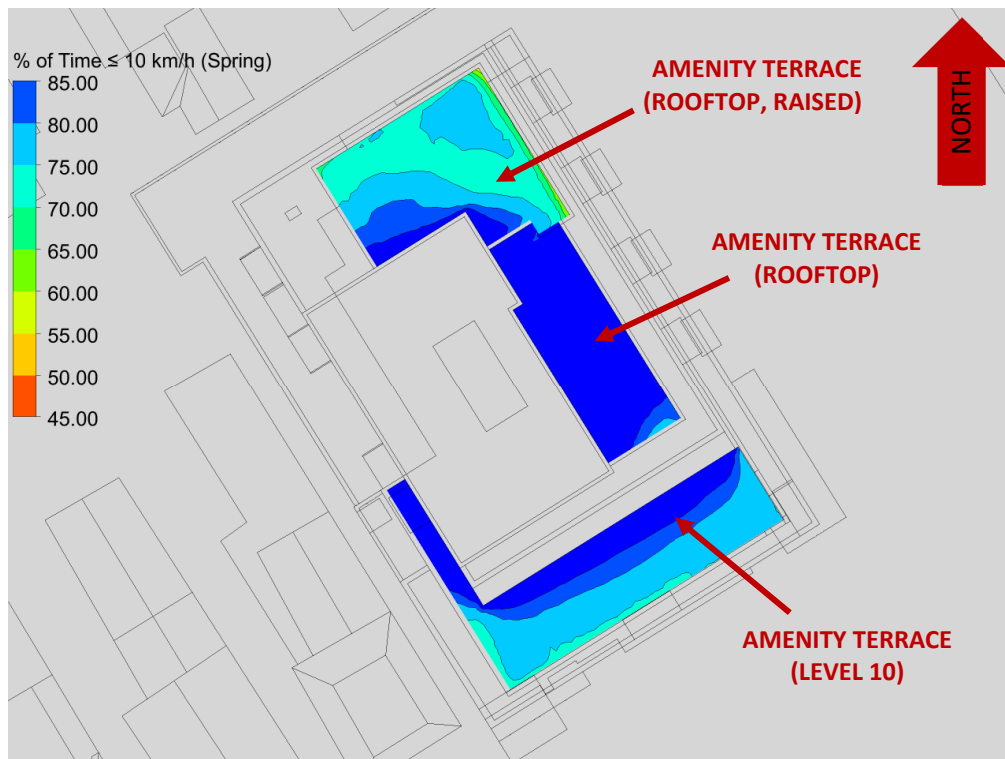 % of Time ≤ 10 km/h (Spring)
85.00
80.00
75.00
70.00
65.00
60.00
55.00
50.00
45.00
AMENITY TERRACE
(ROOFTOP, RAISED)
NORTH
AMENITY TERRACE
(ROOFTOP)
AMENITY TERRACE
(LEVEL 10)